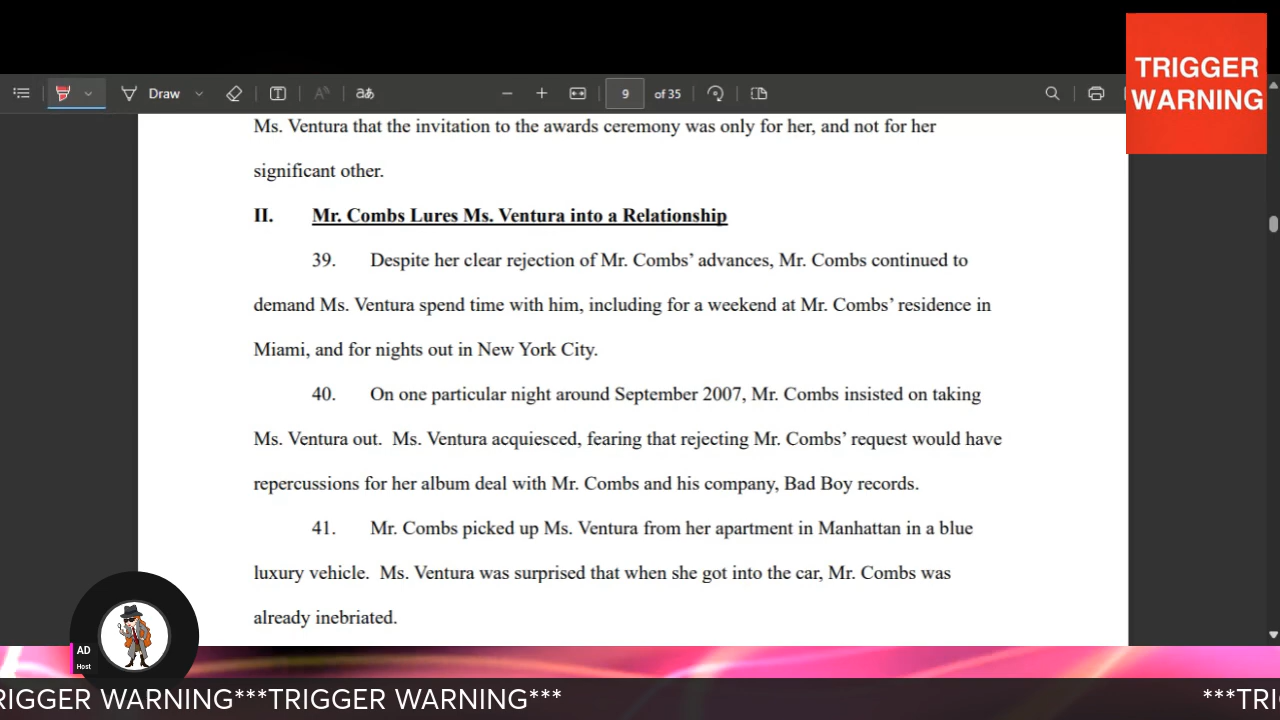 TRIGGER
WARNING
Draw
9 of 35
Ms. Ventura that the invitation to the awards ceremony was only for her, and not for her
significant other.
II. Mr. Combs Lures Ms. Ventura into a Relationship
39. Despite her clear rejection of Mr. Combs’ advances, Mr. Combs continued to
demand Ms. Ventura spend time with him, including for a weekend at Mr. Combs’ residence in
Miami, and for nights out in New York City.
40. On one particular night around September 2007, Mr. Combs insisted on taking
Ms. Ventura out. Ms. Ventura acquiesced, fearing that rejecting Mr. Combs’ request would have
repercussions for her album deal with Mr. Combs and his company, Bad Boy records.
41. Mr. Combs picked up Ms. Ventura from her apartment in Manhattan in a blue
luxury vehicle. Ms. Ventura was surprised that when she got into the car, Mr. Combs was
already inebriated.
AD
Host
RIGGER WARNING***TRIGGER WARNING*** ***TRI